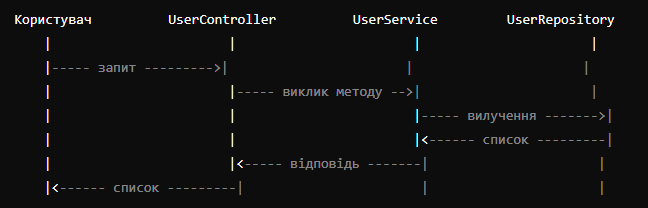 Користувач UserController UserService UserRepository
| | | |
|----- запит --------->| | |
| |----- виклик методу -->| |
| | |----- вилучення ------->|
| | |<----- список ---------|
| |<----- відповідь -------| |
|<------ список ---------| | |